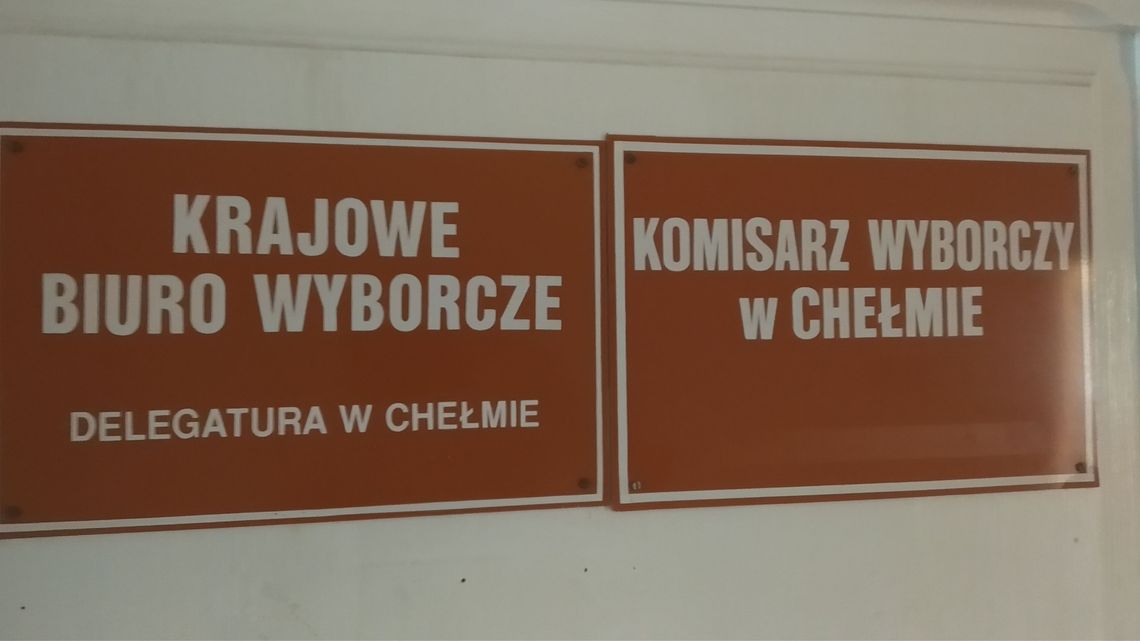 KRAJOWE
BIURO WYBORCZE
DELEGATURA W CHEŁMIE
KOMISARZ WYBORCZY
w CHEŁMIE